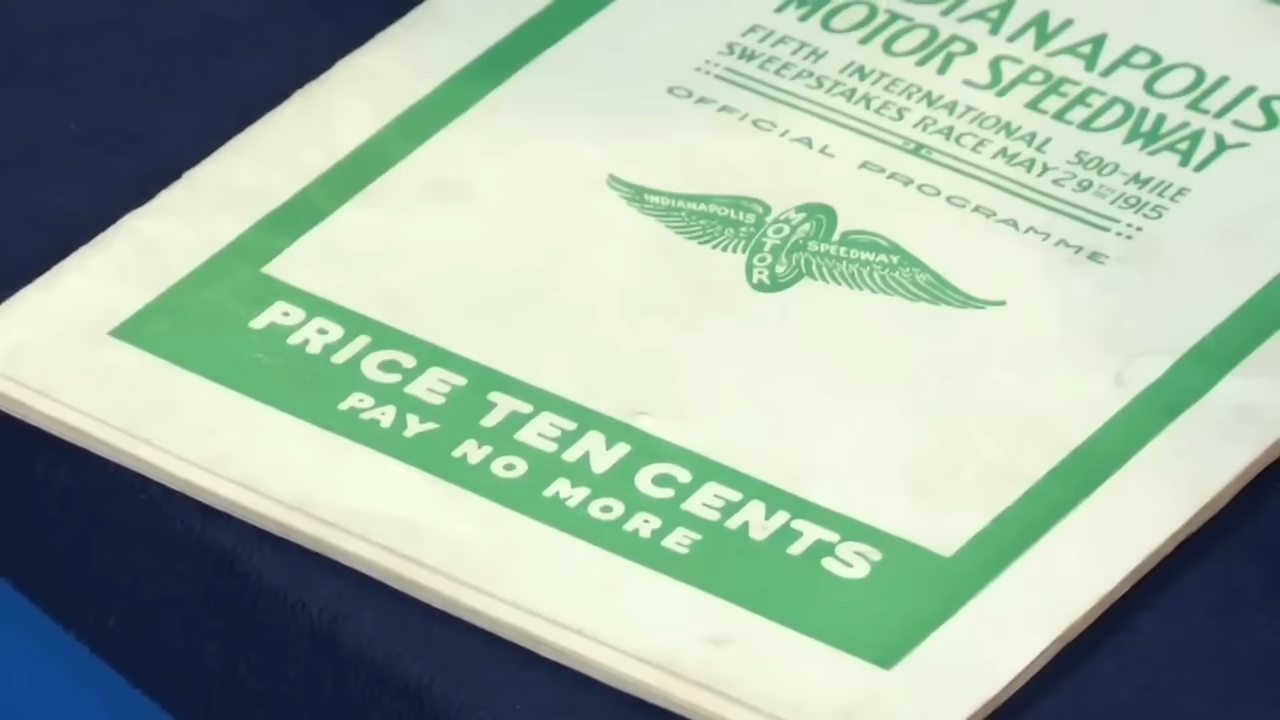 INDIANAPOLIS
MOTOR SPEEDWAY
FIFTH INTERNATIONAL 500-MILE
SWEEPSTAKES RACE MAY 29TH 1915
OFFICIAL PROGRAMME
INDIANAPOLIS MOTOR SPEEDWAY
PRICE TEN CENTS
PAY NO MORE